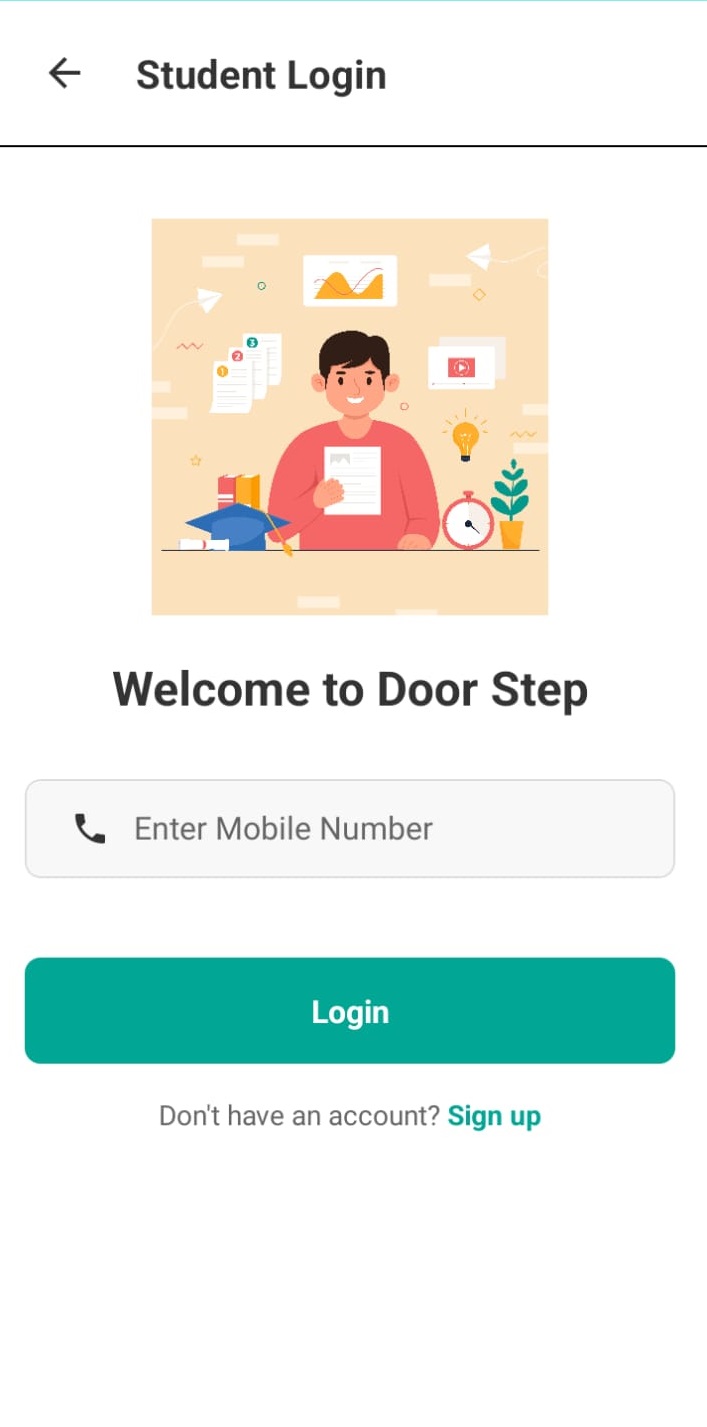 Student Login
1
2
3
Welcome to Door Step
Enter Mobile Number
Login
Don't have an account? Sign up